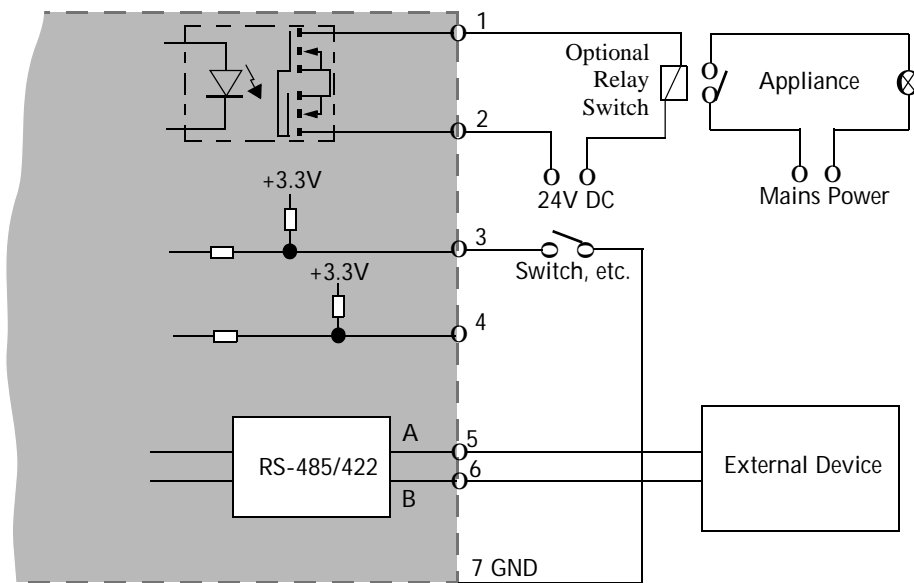 1
Optional
Relay
Switch
Appliance
2
24V DC
Mains Power
+3.3V
3
Switch, etc.
+3.3V
4
A
5
RS-485/422
External Device
6
B
7 GND